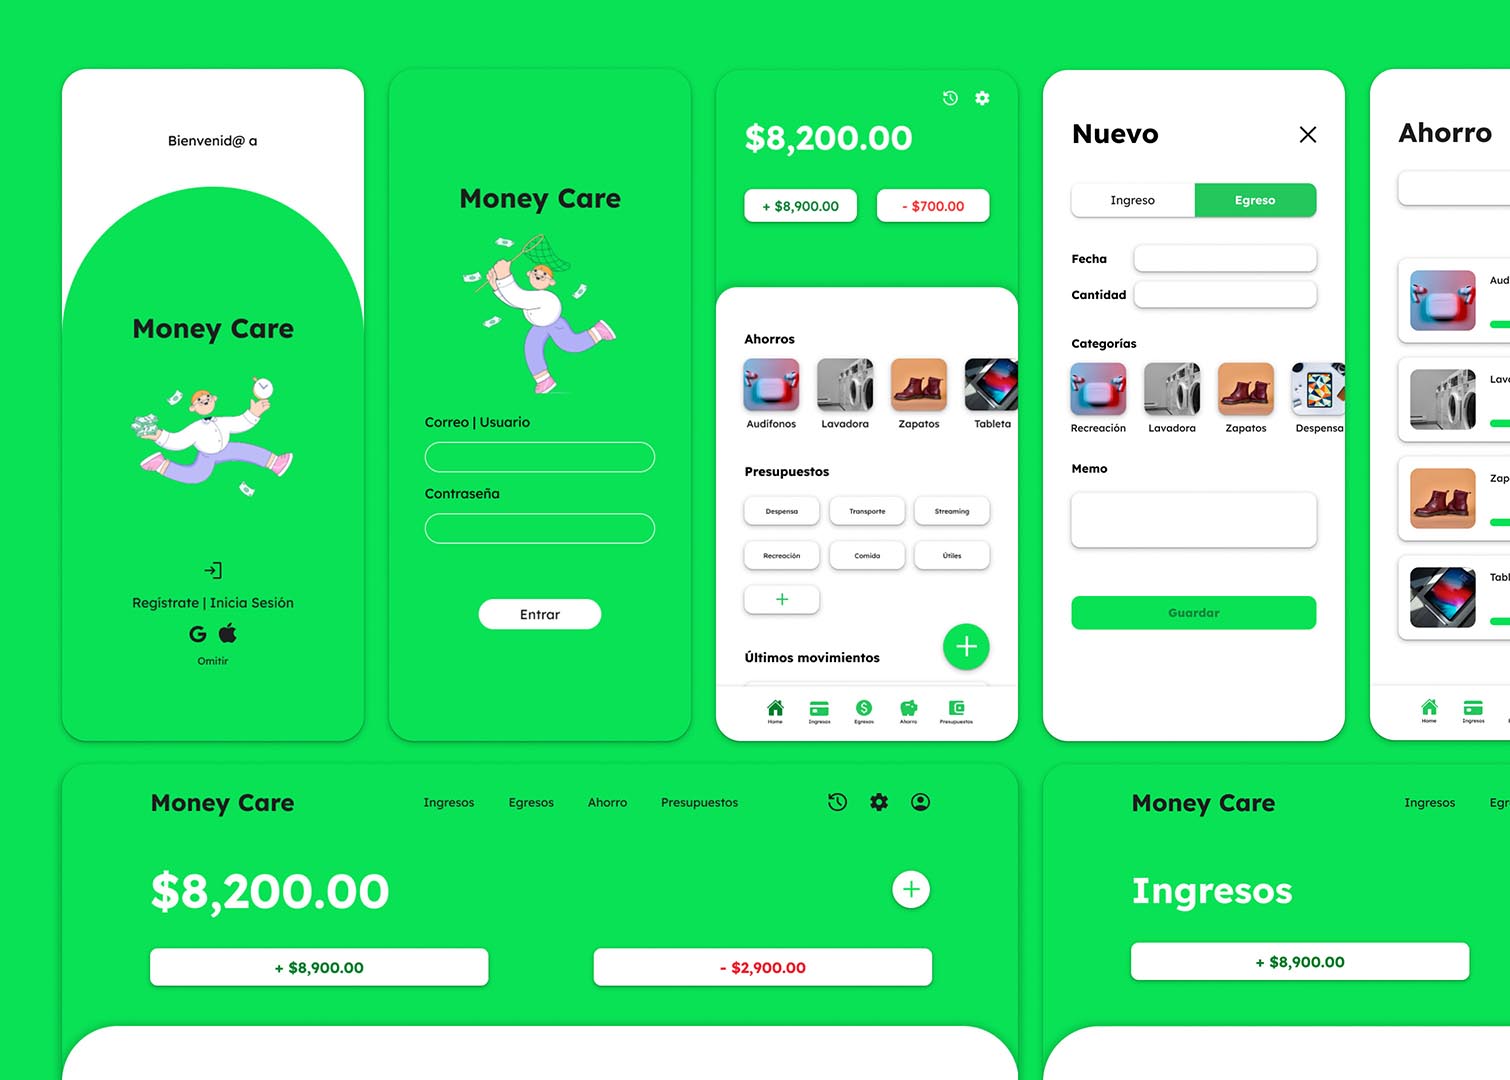 Bienvenid@ a
Money Care
Regístrate | Inicia Sesión
Omitir
Money Care
Correo | Usuario
Contraseña
Entrar
$8,200.00
+ $8,900.00
- $700.00
Ahorros
Audífonos
Lavadora
Zapatos
Tableta
Presupuestos
Despensa
Transporte
Streaming
Recreación
Comida
Útiles
+
Últimos movimientos
Home
Ingresos
Egresos
Ahorro
Presupuestos
Nuevo
Ingreso
Egreso
Fecha
Cantidad
Categorías
Recreación
Lavadora
Zapatos
Despensa
Memo
Guardar
Ahorro
Aud
Lava
Zap
Tabl
Home
Ingresos
Money Care
Ingresos
Egresos
Ahorro
Presupuestos
$8,200.00
+ $8,900.00
- $2,900.00
Money Care
Ingresos
Egr
Ingresos
+ $8,900.00